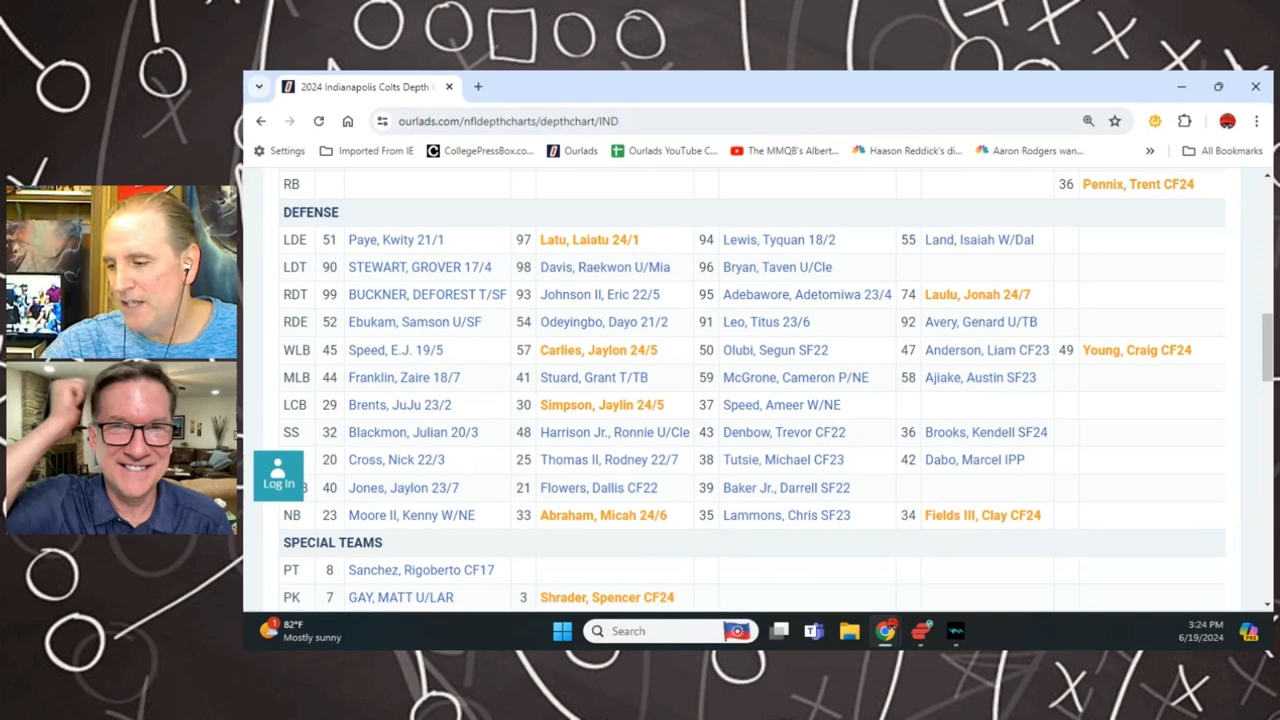 2024 Indianapolis Colts Depth
ourlads.com/nfldepthcharts/depthchart/IND
Settings Imported From IE CollegePressBox.co... Ourlads Ourlads YouTube C... The MMQB's Albert... Haason Reddick's di... Aaron Rodgers wan... » All Bookmarks
RB 36 Pennix, Trent CF24
DEFENSE
LDE 51 Paye, Kwity 21/1 97 Latu, Laiatu 24/1 94 Lewis, Tyquan 18/2 55 Land, Isaiah W/Dal
LDT 90 STEWART, GROVER 17/4 98 Davis, Raekwon U/Mia 96 Bryan, Taven U/Cle
RDT 99 BUCKNER, DEFOREST T/SF 93 Johnson II, Eric 22/5 95 Adebawore, Adetomiwa 23/4 74 Laulu, Jonah 24/7
RDE 52 Ebukam, Samson U/SF 54 Odeyingbo, Dayo 21/2 91 Leo, Titus 23/6 92 Avery, Genard U/TB
WLB 45 Speed, E.J. 19/5 57 Carlies, Jaylon 24/5 50 Olubi, Segun SF22 47 Anderson, Liam CF23 49 Young, Craig CF24
MLB 44 Franklin, Zaire 18/7 41 Stuard, Grant T/TB 59 McGrone, Cameron P/NE 58 Ajiake, Austin SF23
LCB 29 Brents, JuJu 23/2 30 Simpson, Jaylin 24/5 37 Speed, Ameer W/NE
SS 32 Blackmon, Julian 20/3 48 Harrison Jr., Ronnie U/Cle 43 Denbow, Trevor CF22 36 Brooks, Kendell SF24
20 Cross, Nick 22/3 25 Thomas II, Rodney 22/7 38 Tutsie, Michael CF23 42 Dabo, Marcel IPP
Log In
40 Jones, Jaylon 23/7 21 Flowers, Dallis CF22 39 Baker Jr., Darrell SF22
NB 23 Moore II, Kenny W/NE 33 Abraham, Micah 24/6 35 Lammons, Chris SF23 34 Fields III, Clay CF24
SPECIAL TEAMS
PT 8 Sanchez, Rigoberto CF17
PK 7 GAY, MATT U/LAR 3 Shrader, Spencer CF24
1 82°F
Mostly sunny
Search
3:24 PM
6/19/2024